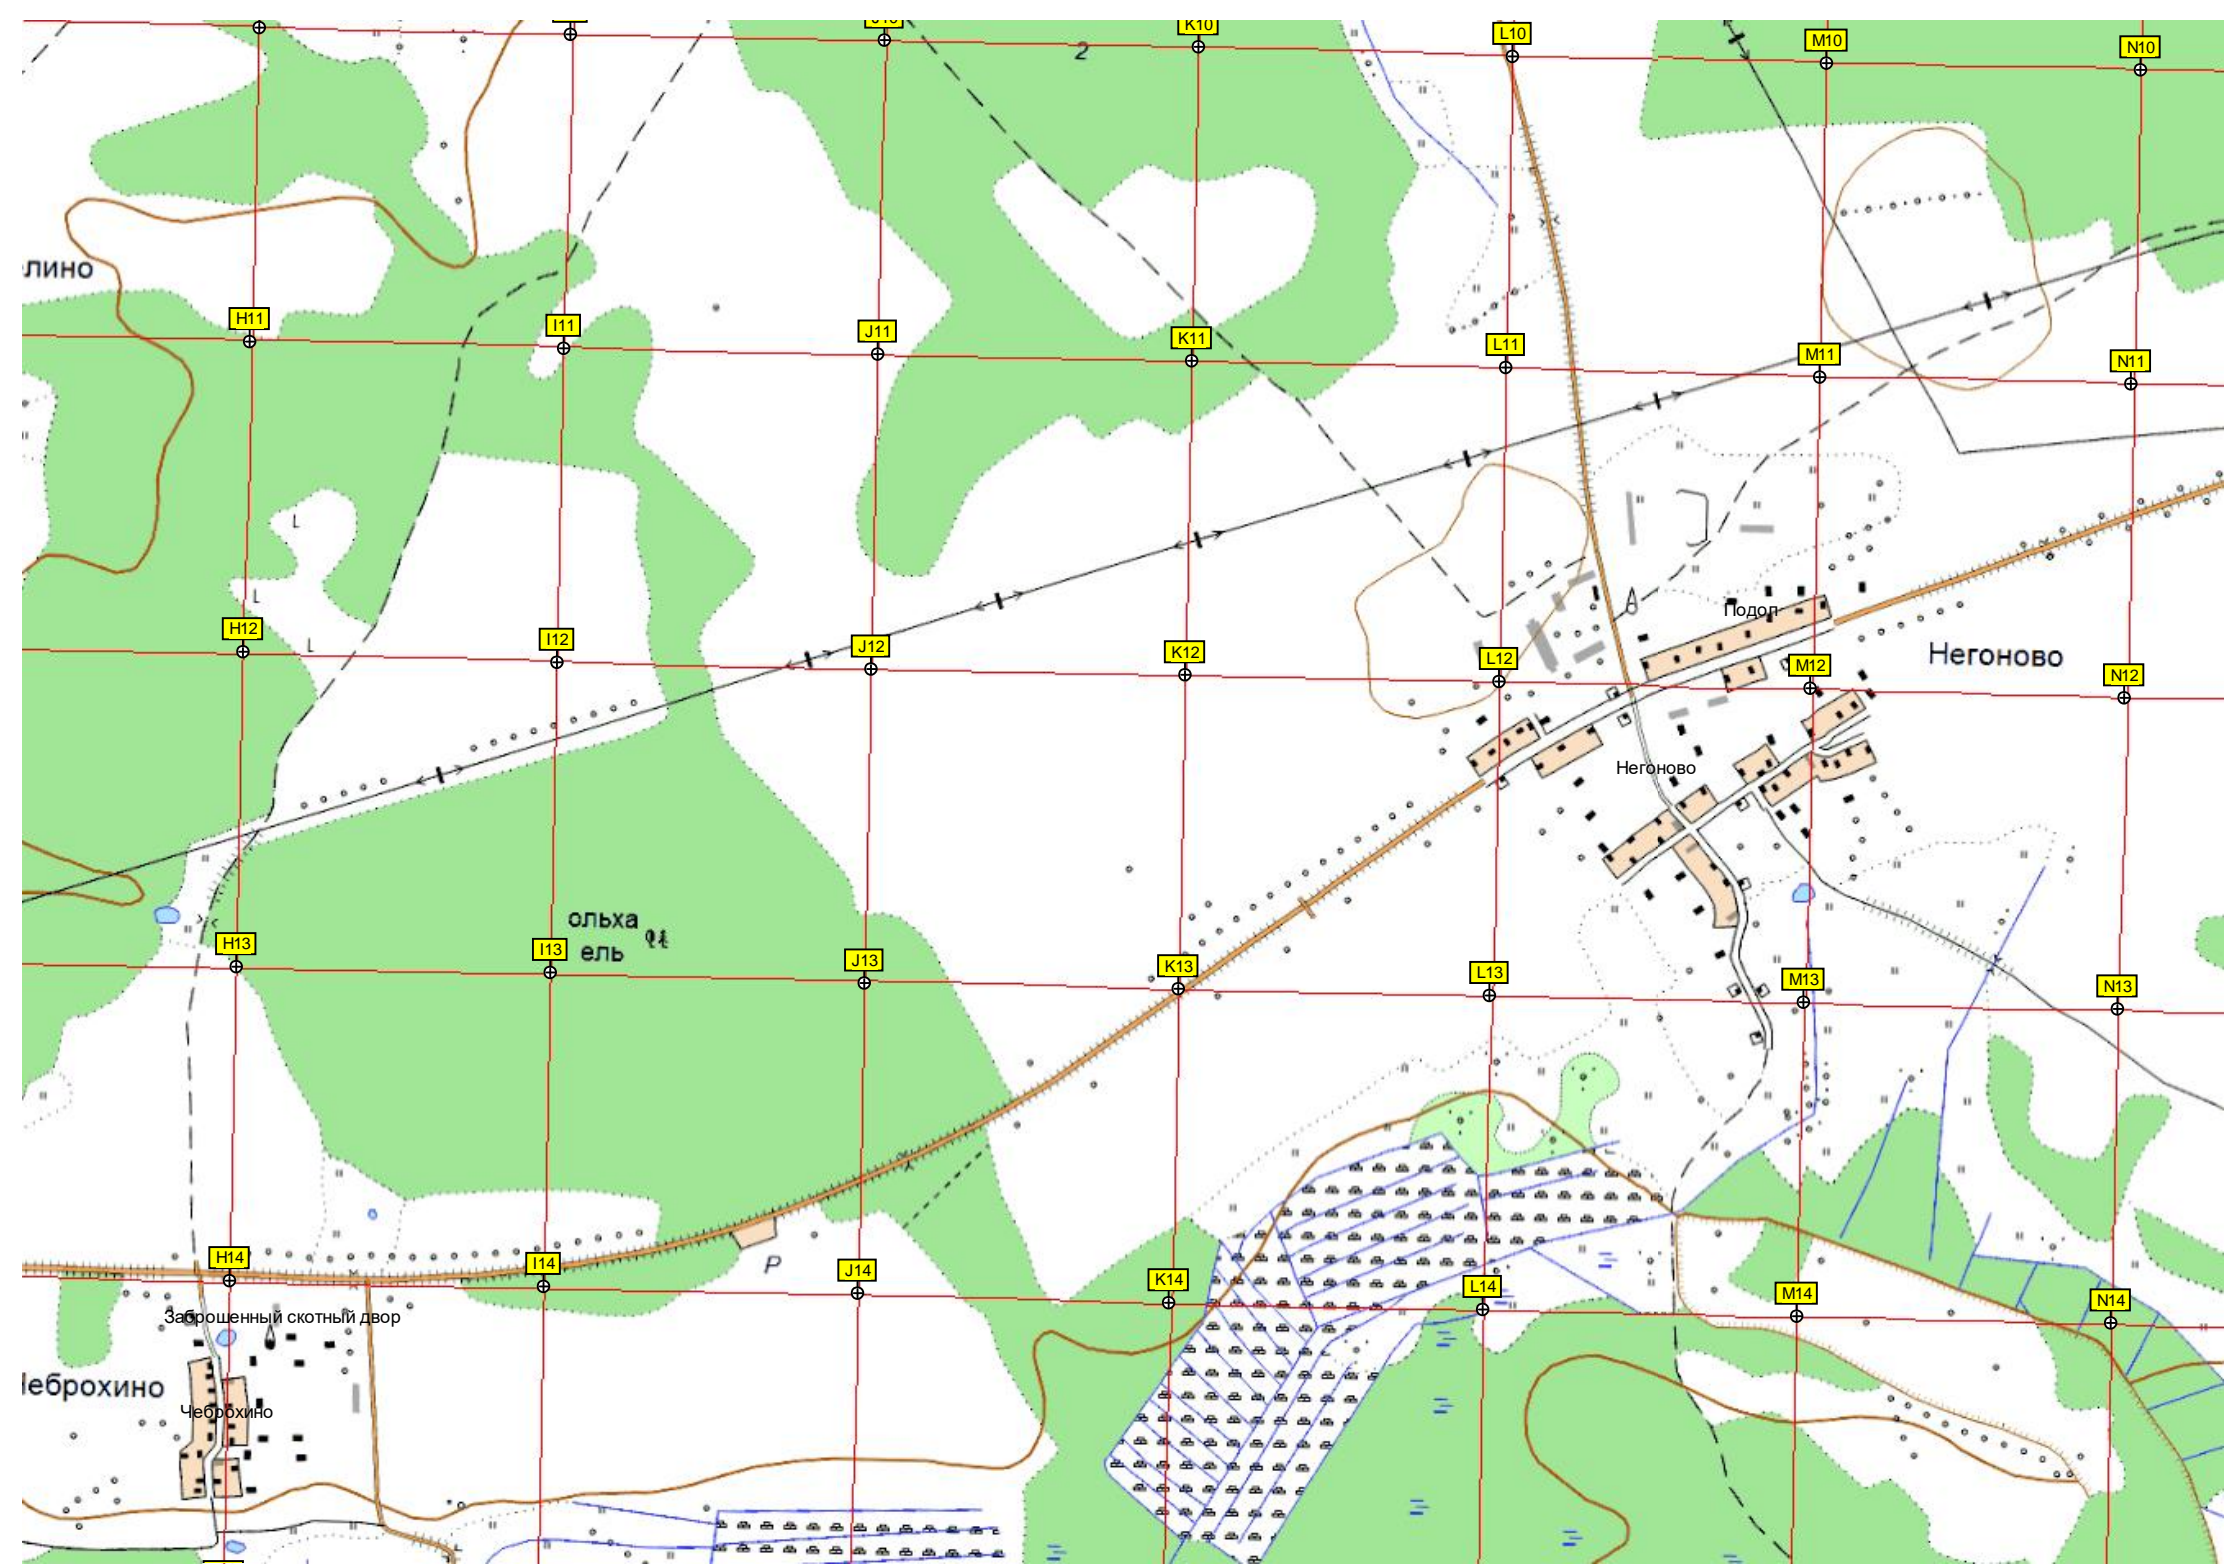 K10
2
L10
M10
N10
лино
H11
I11
J11
K11
L11
M11
N11
L
L
L
H12
I12
J12
K12
L12
M12
N12
Подол
Негоново
Негоново
ольха
ель
H13
I13
J13
K13
L13
M13
N13
Р
H14
I14
J14
K14
L14
M14
N14
Заброшенный скотный двор
еброхино
Чеброхино